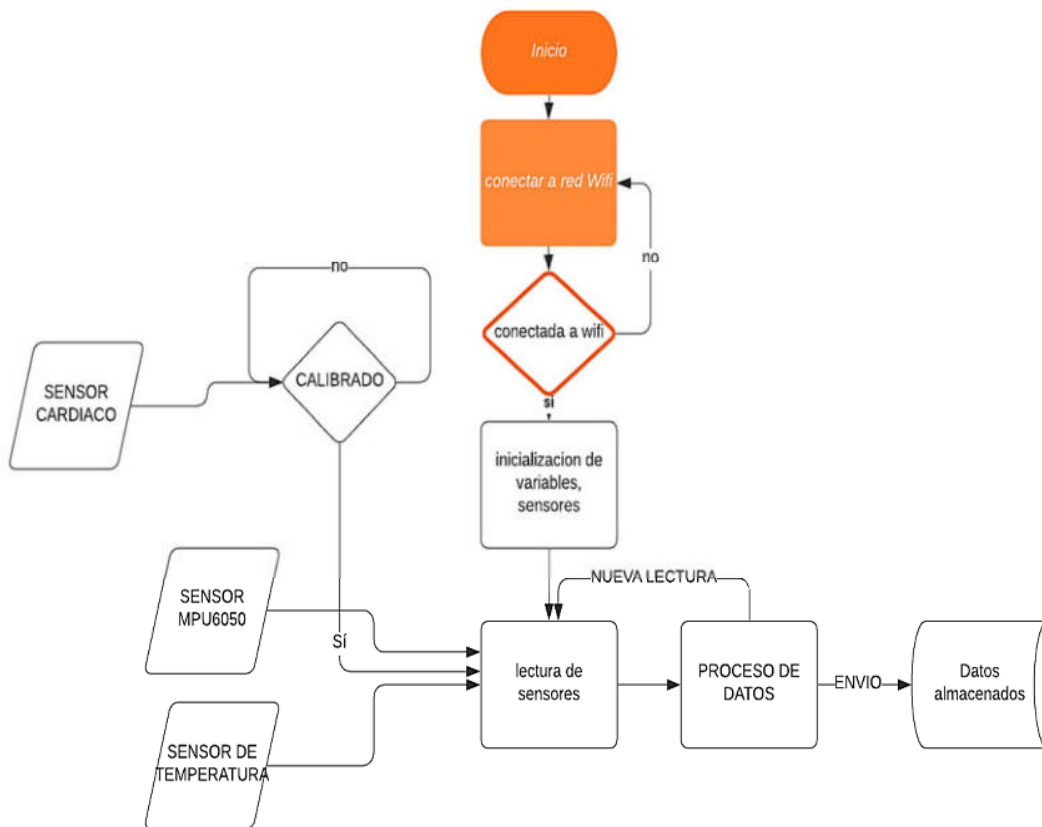 Inicio
conectar a red Wifi
no
conectada a wifi
sí
no
CALIBRADO
SENSOR
CARDIACO
inicializacion de
variables,
sensores
NUEVA LECTURA
SENSOR
MPU6050
Sí
lectura de
sensores
PROCESO DE
DATOS
ENVIO
Datos
almacenados
SENSOR DE
TEMPERATURA